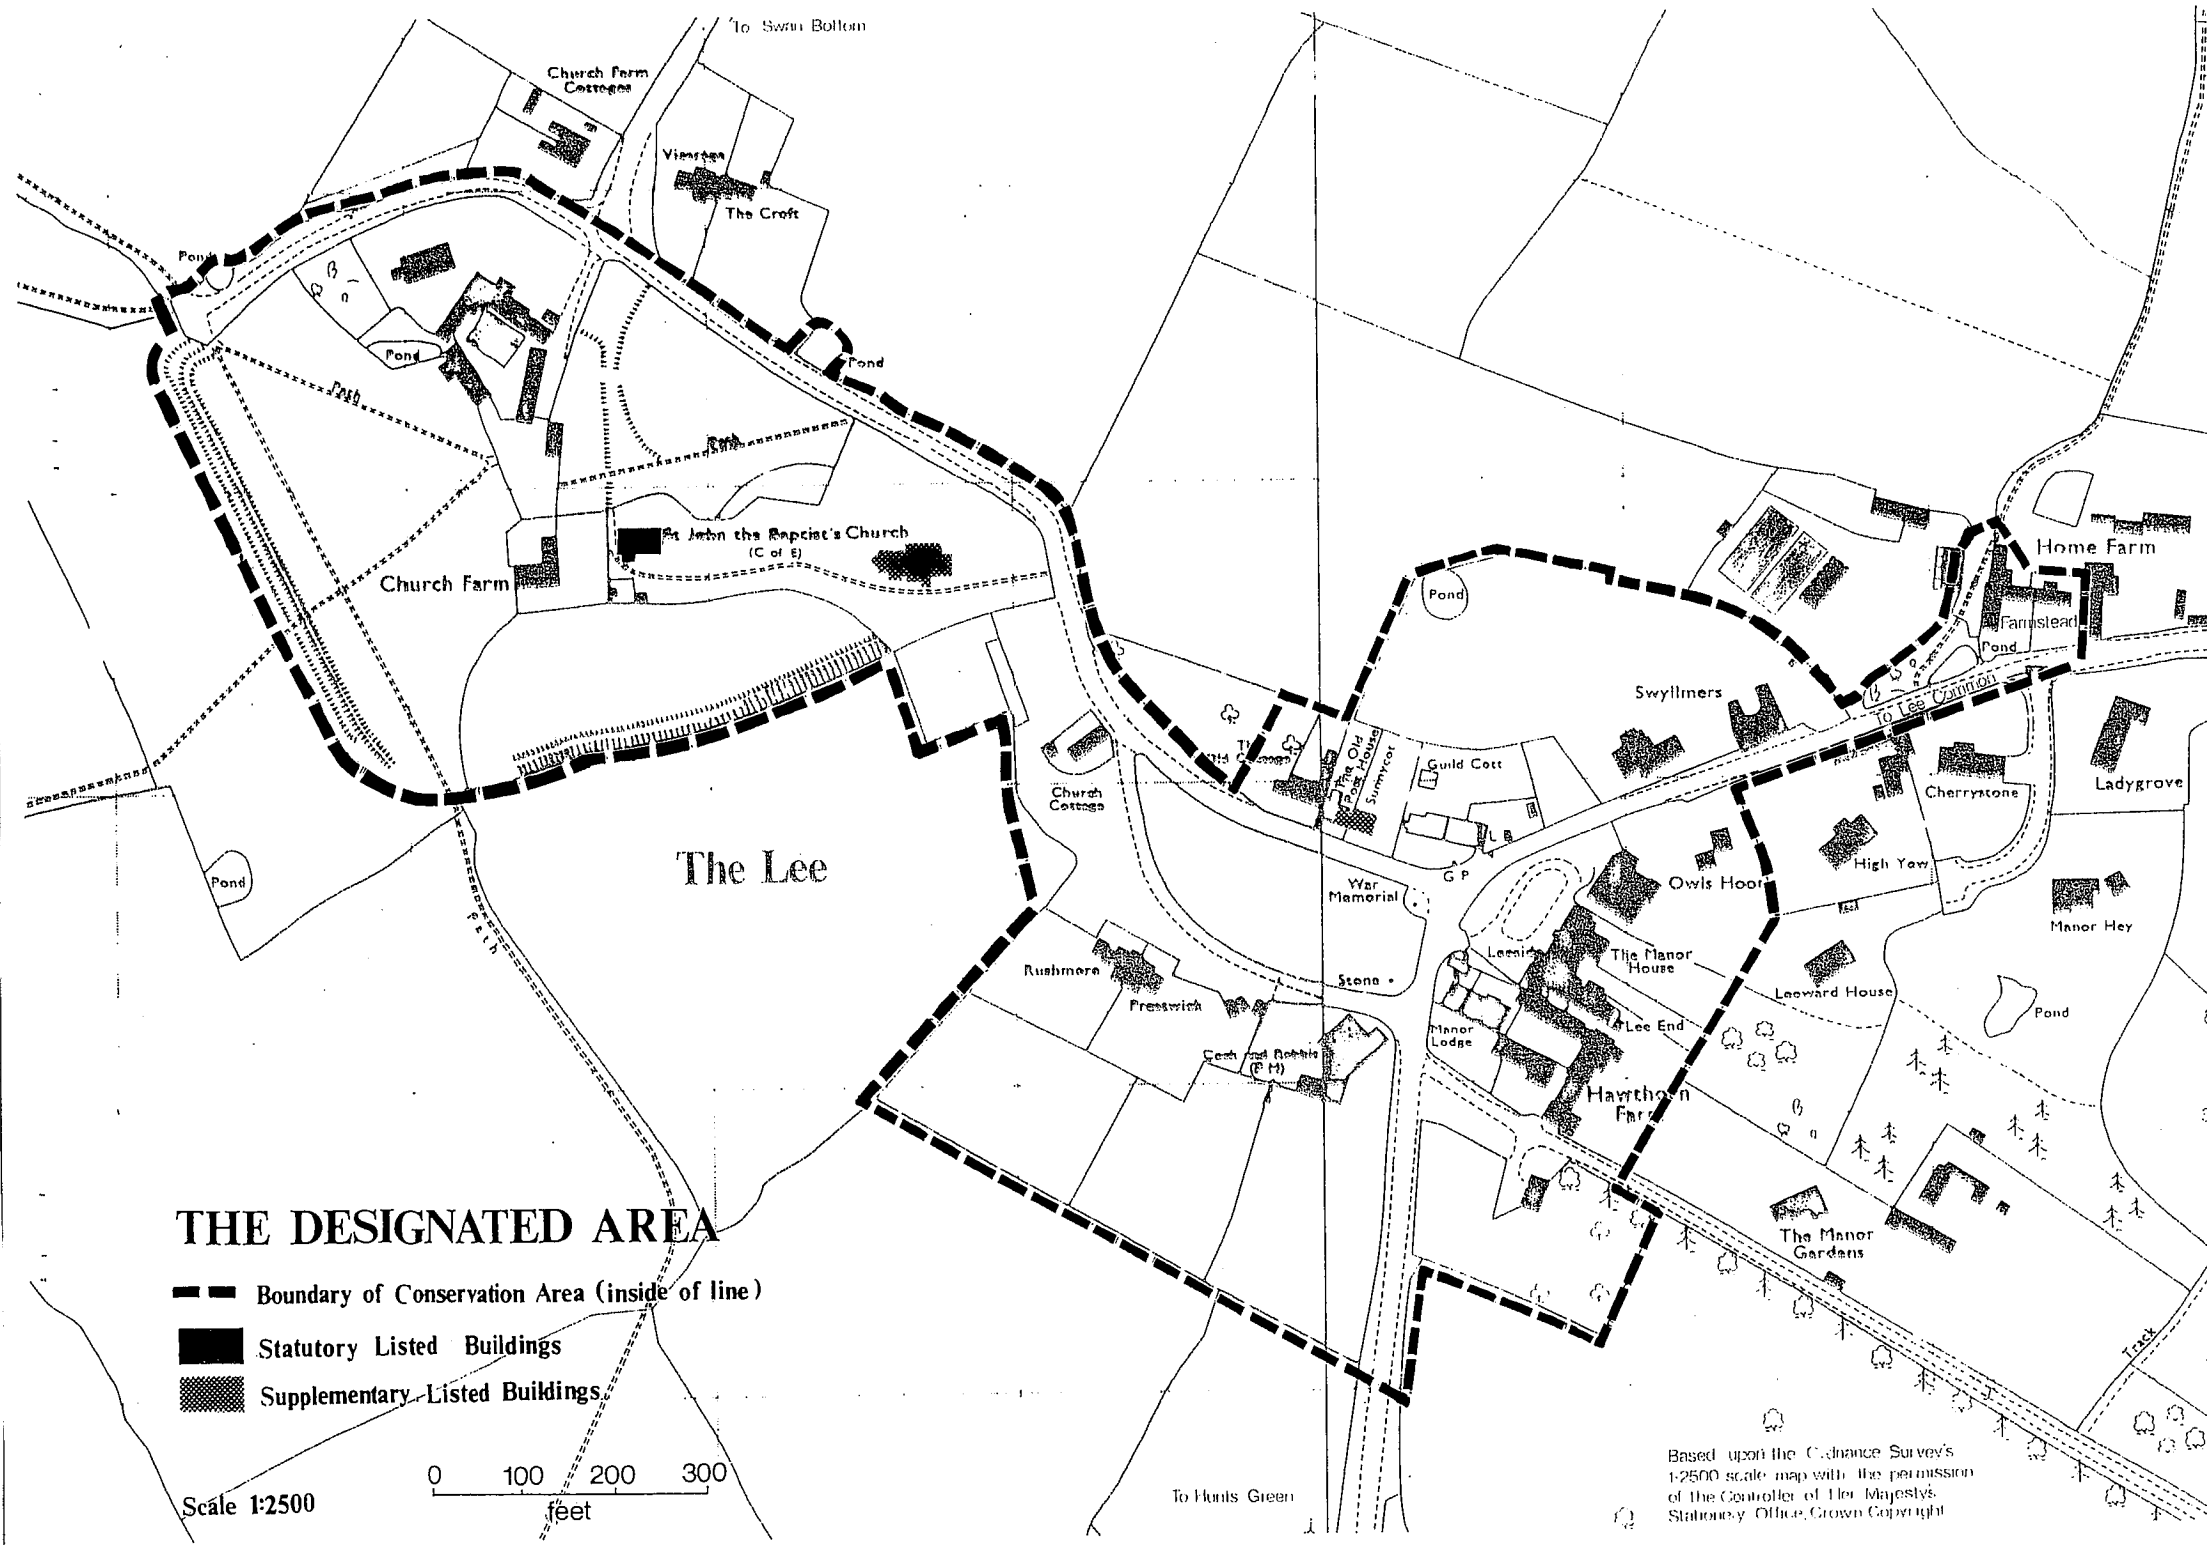 To Swan Bottom
Church Farm
Cottages
The Croft
Pond
Pond
Path
Pond
Path
St John the Baptist's Church
(C of E)
Church Farm
Home Farm
Farmstead
Pond
Pond
To Lee Common
Swyllmers
The Old
Post House
Sunnycot
Guild Cott
Church
Cottage
Cherrystone
Ladygrove
The Lee
Pond
Path
High Yew
Owls Hoot
G P
L
War
Memorial
Manor Hey
Rushmore
Presswick
Stone
Leeside
The Manor
House
Leeward House
Pond
Manor
Lodge
Lee End
Cock and Rabbit
(P H)
Hawthorn
Farm
The Manor
Gardens
Track
THE DESIGNATED AREA
Boundary of Conservation Area (inside of line)
Statutory Listed Buildings
Supplementary Listed Buildings
0 100 200 300
feet
Scale 1:2500
To Hunts Green
Based upon the Ordnance Survey's
1:2500 scale map with the permission
of the Controller of Her Majesty's
Stationery Office, Crown Copyright